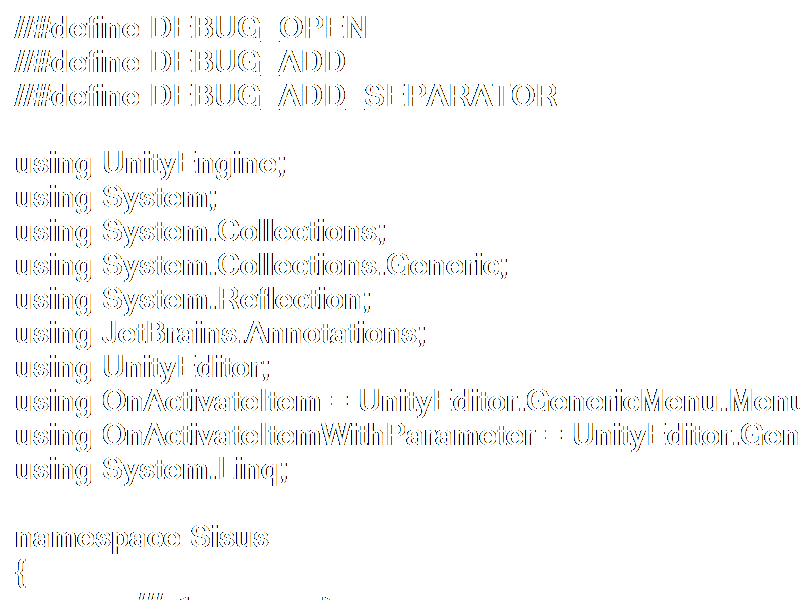 //#define DEBUG_OPEN
//#define DEBUG_ADD
//#define DEBUG_ADD_SEPARATOR
using UnityEngine;
using System;
using System.Collections;
using System.Collections.Generic;
using System.Reflection;
using JetBrains.Annotations;
using UnityEditor;
using OnActivateItem = UnityEditor.GenericMenu.Menu
using OnActivateItemWithParameter = UnityEditor.Gen
using System.Linq;
namespace Sisus
{